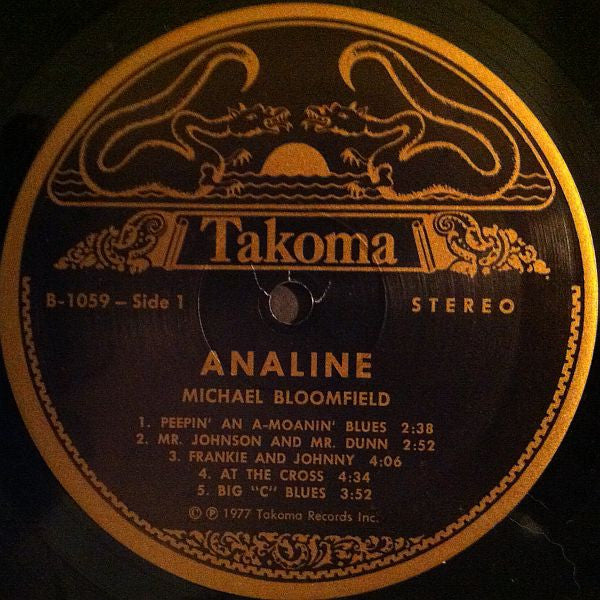 Takoma
B-1059 – Side 1
STEREO
ANALINE
MICHAEL BLOOMFIELD
1. PEEPIN' AN A-MOANIN' BLUES 2:38
2. MR. JOHNSON AND MR. DUNN 2:52
3. FRANKIE AND JOHNNY 4:06
4. AT THE CROSS 4:34
5. BIG "C" BLUES 3:52
© ℗ 1977 Takoma Records Inc.